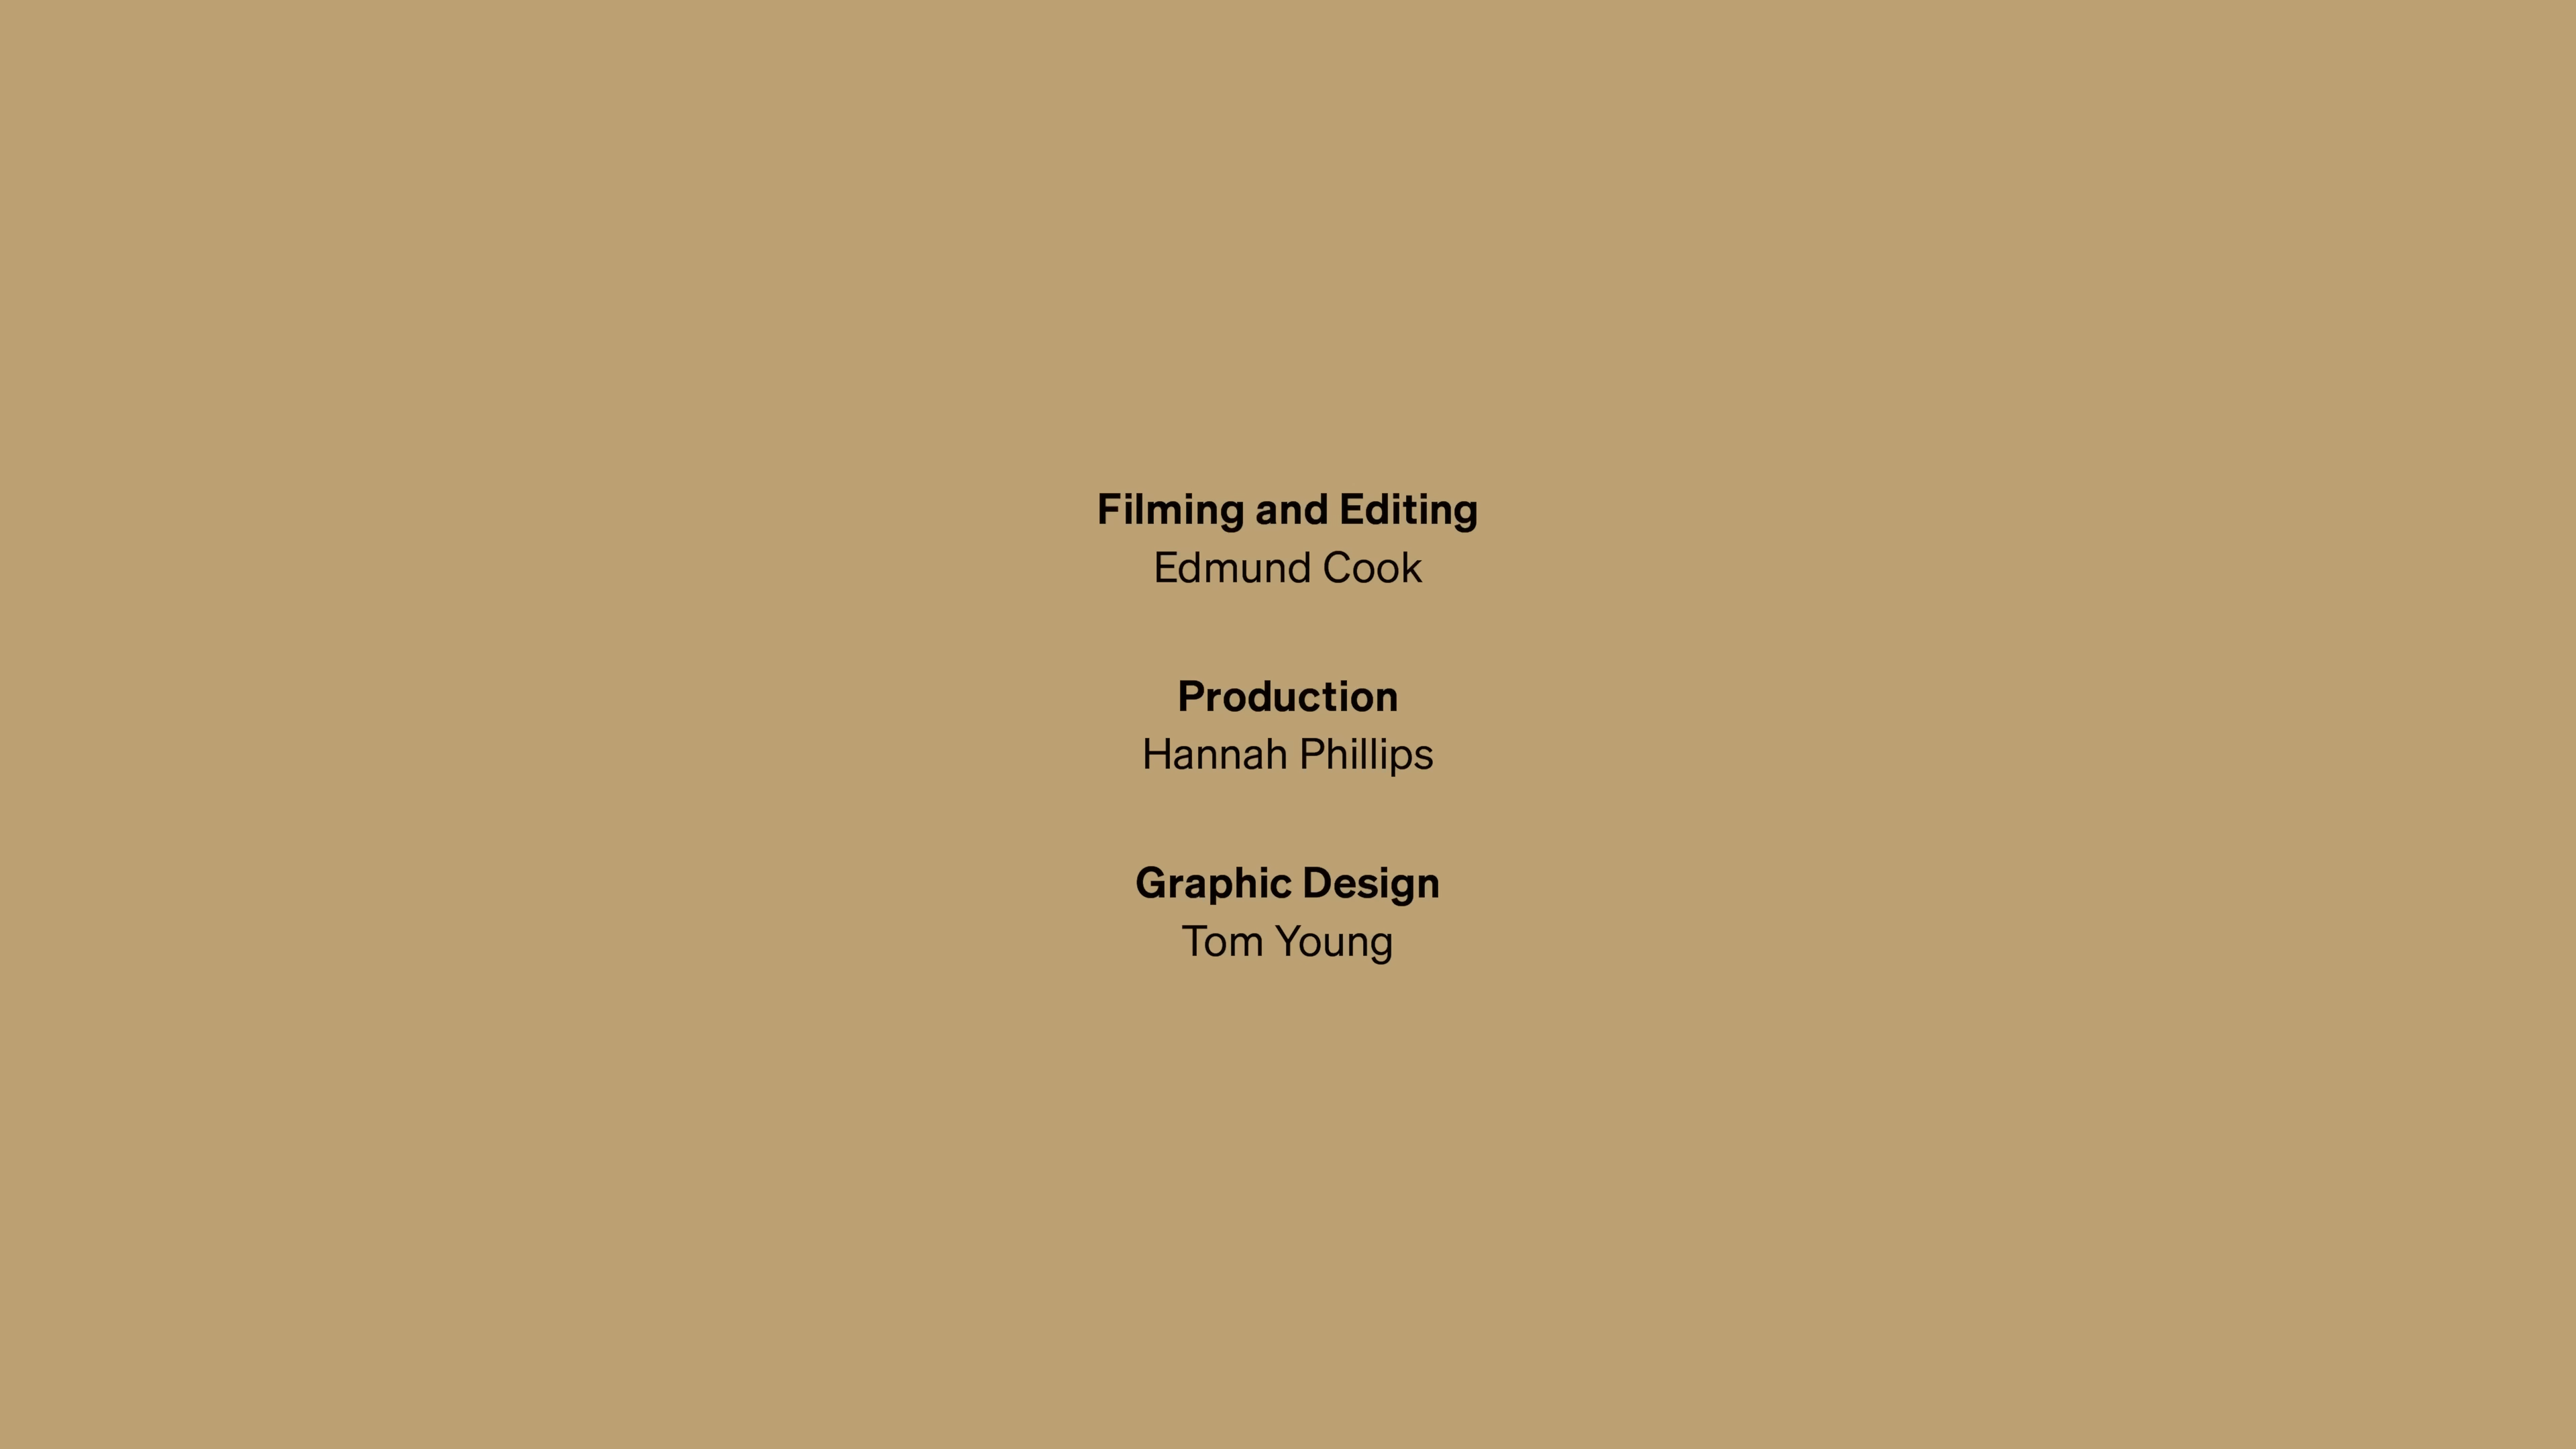 Filming and Editing
Edmund Cook
Production
Hannah Phillips
Graphic Design
Tom Young